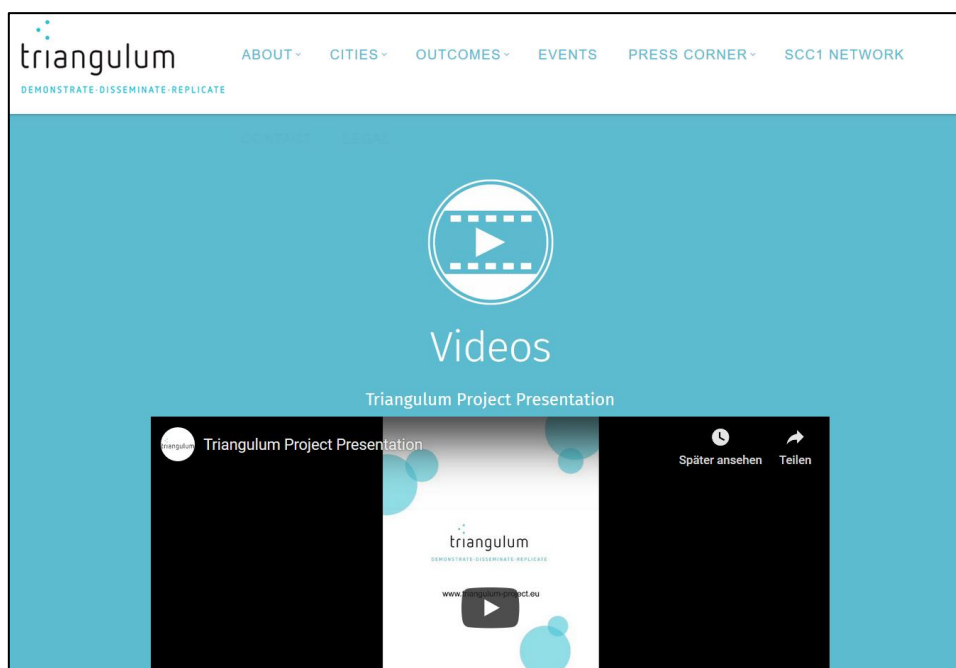 triangulum
DEMONSTRATE·DISSEMINATE·REPLICATE
ABOUT CITIES OUTCOMES EVENTS PRESS CORNER SCC1 NETWORK
Videos
Triangulum Project Presentation
triangulum
Triangulum Project Presentation
Später ansehen Teilen
triangulum
DEMONSTRATE·DISSEMINATE·REPLICATE
www.triangulum-project.eu